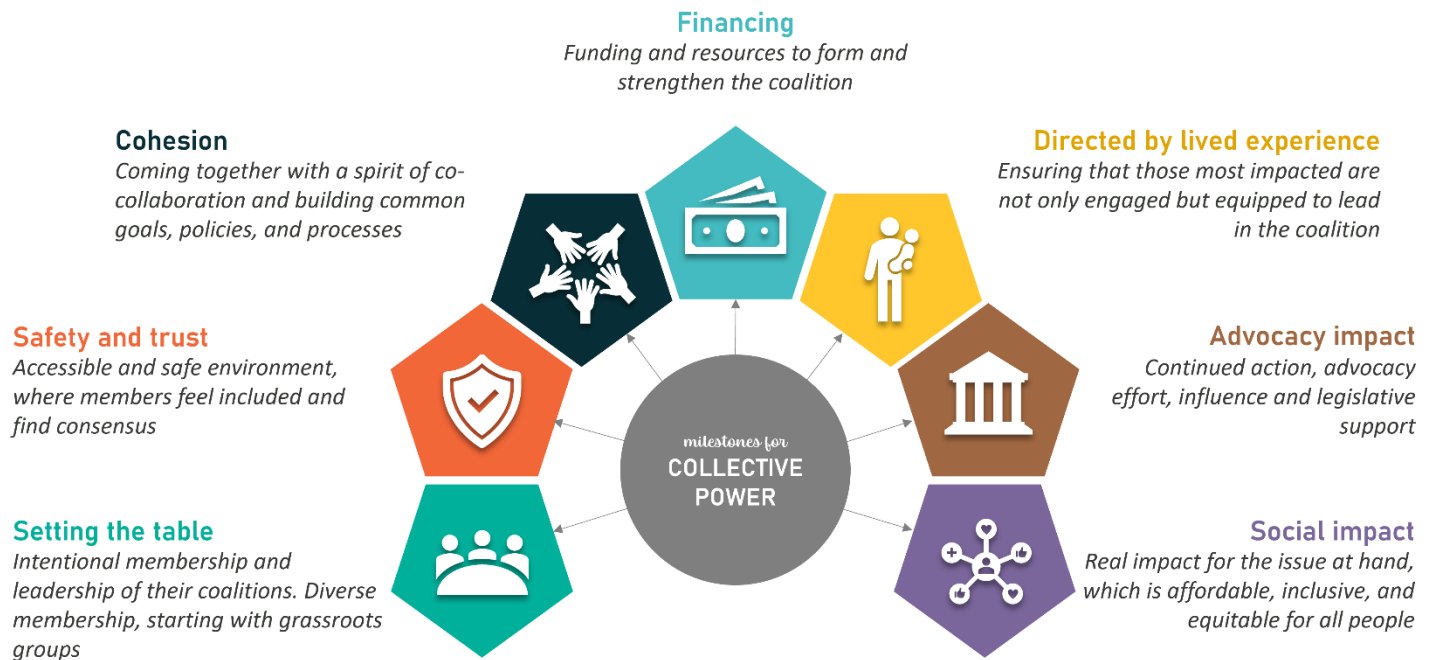 Financing
Funding and resources to form and
strengthen the coalition
Cohesion
Coming together with a spirit of co-
collaboration and building common
goals, policies, and processes
Directed by lived experience
Ensuring that those most impacted are
not only engaged but equipped to lead
in the coalition
Safety and trust
Accessible and safe environment,
where members feel included and
find consensus
Advocacy impact
Continued action, advocacy
effort, influence and legislative
support
milestones for
COLLECTIVE
POWER
Setting the table
Intentional membership and
leadership of their coalitions. Diverse
membership, starting with grassroots
groups
Social impact
Real impact for the issue at hand,
which is affordable, inclusive, and
equitable for all people